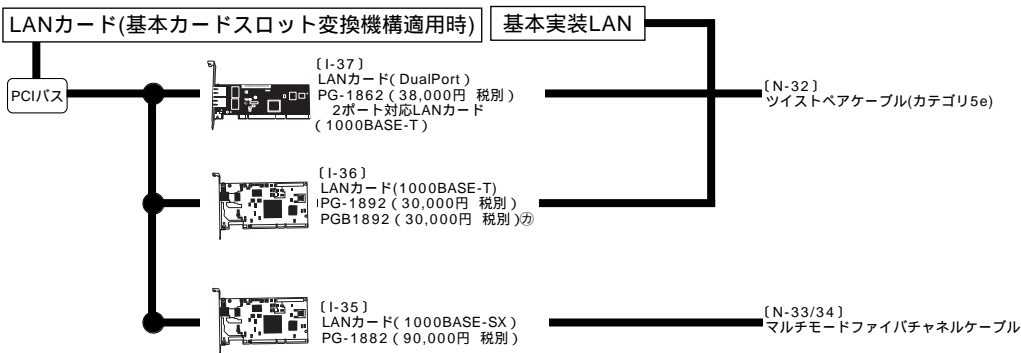 LANカード(基本カードスロット変換機構適用時)
基本実装LAN
PCIバス
〔I-37〕
LANカード( DualPort )
PG-1862 ( 38,000円 税別 )
2ポート対応LANカード
( 1000BASE-T )
〔N-32〕
ツイストペアケーブル(カテゴリ5e)
〔I-36〕
LANカード(1000BASE-T)
PG-1892 ( 30,000円 税別 )
PGB1892 ( 30,000円 税別 )㋕
〔I-35〕
LANカード( 1000BASE-SX )
PG-1882 ( 90,000円 税別 )
〔N-33/34〕
マルチモードファイバチャネルケーブル